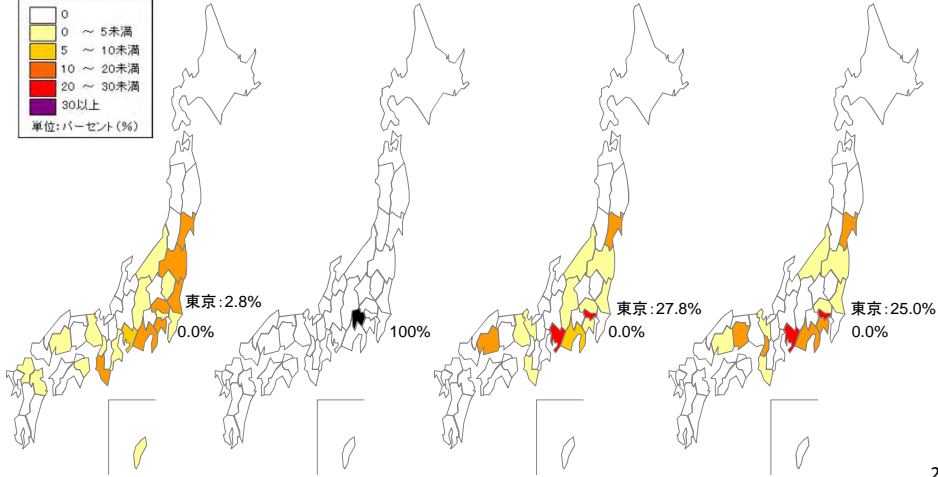 0
0 ～ 5未満
5 ～ 10未満
10 ～ 20未満
20 ～ 30未満
30以上
単位：パーセント（%）
東京：2.8%
0.0%
100%
東京：27.8%
0.0%
東京：25.0%
0.0%
2